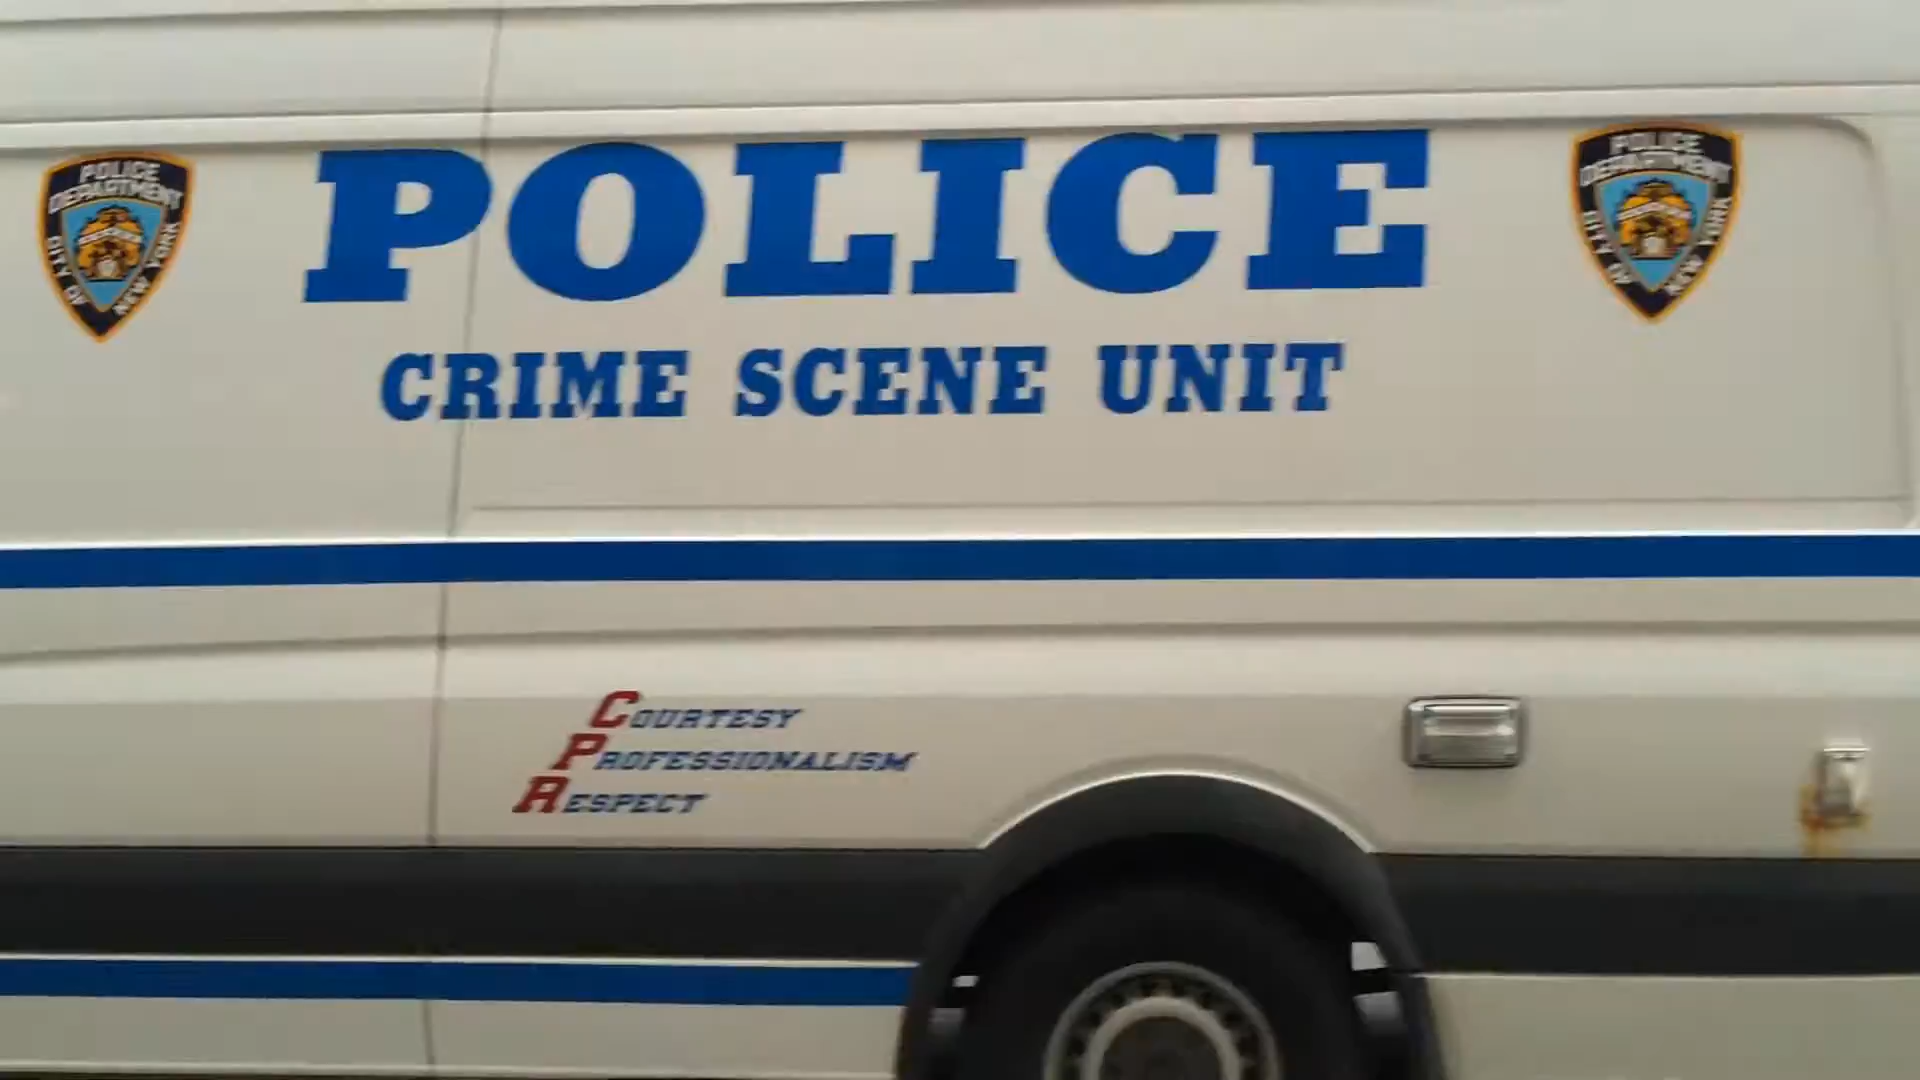 POLICE
DEPARTMENT
CITY OF
NEW YORK
POLICE
CRIME SCENE UNIT
POLICE
DEPARTMENT
CITY OF
NEW YORK
COURTESY
PROFESSIONALISM
RESPECT